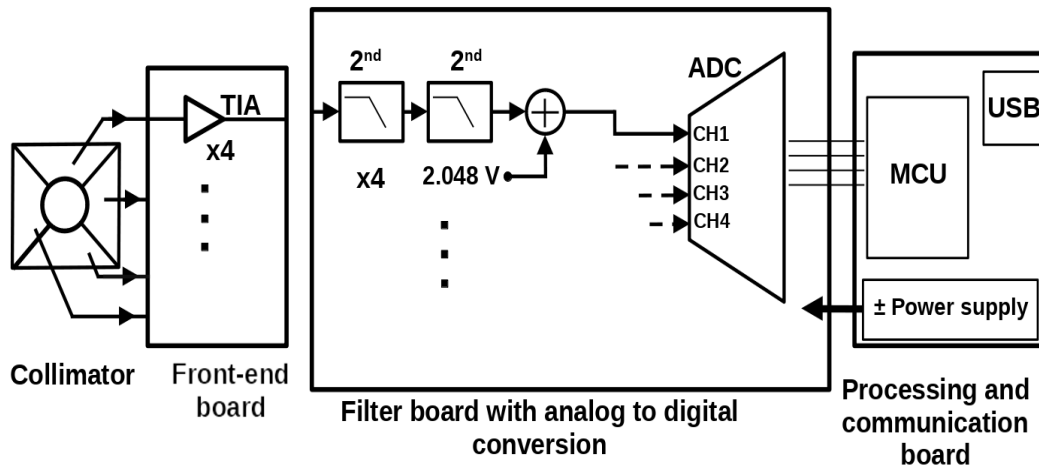 Collimator
TIA
x4
Front-end
board
2nd
2nd
x4
2.048 V
ADC
CH1
CH2
CH3
CH4
Filter board with analog to digital
conversion
USB
MCU
± Power supply
Processing and
communication
board